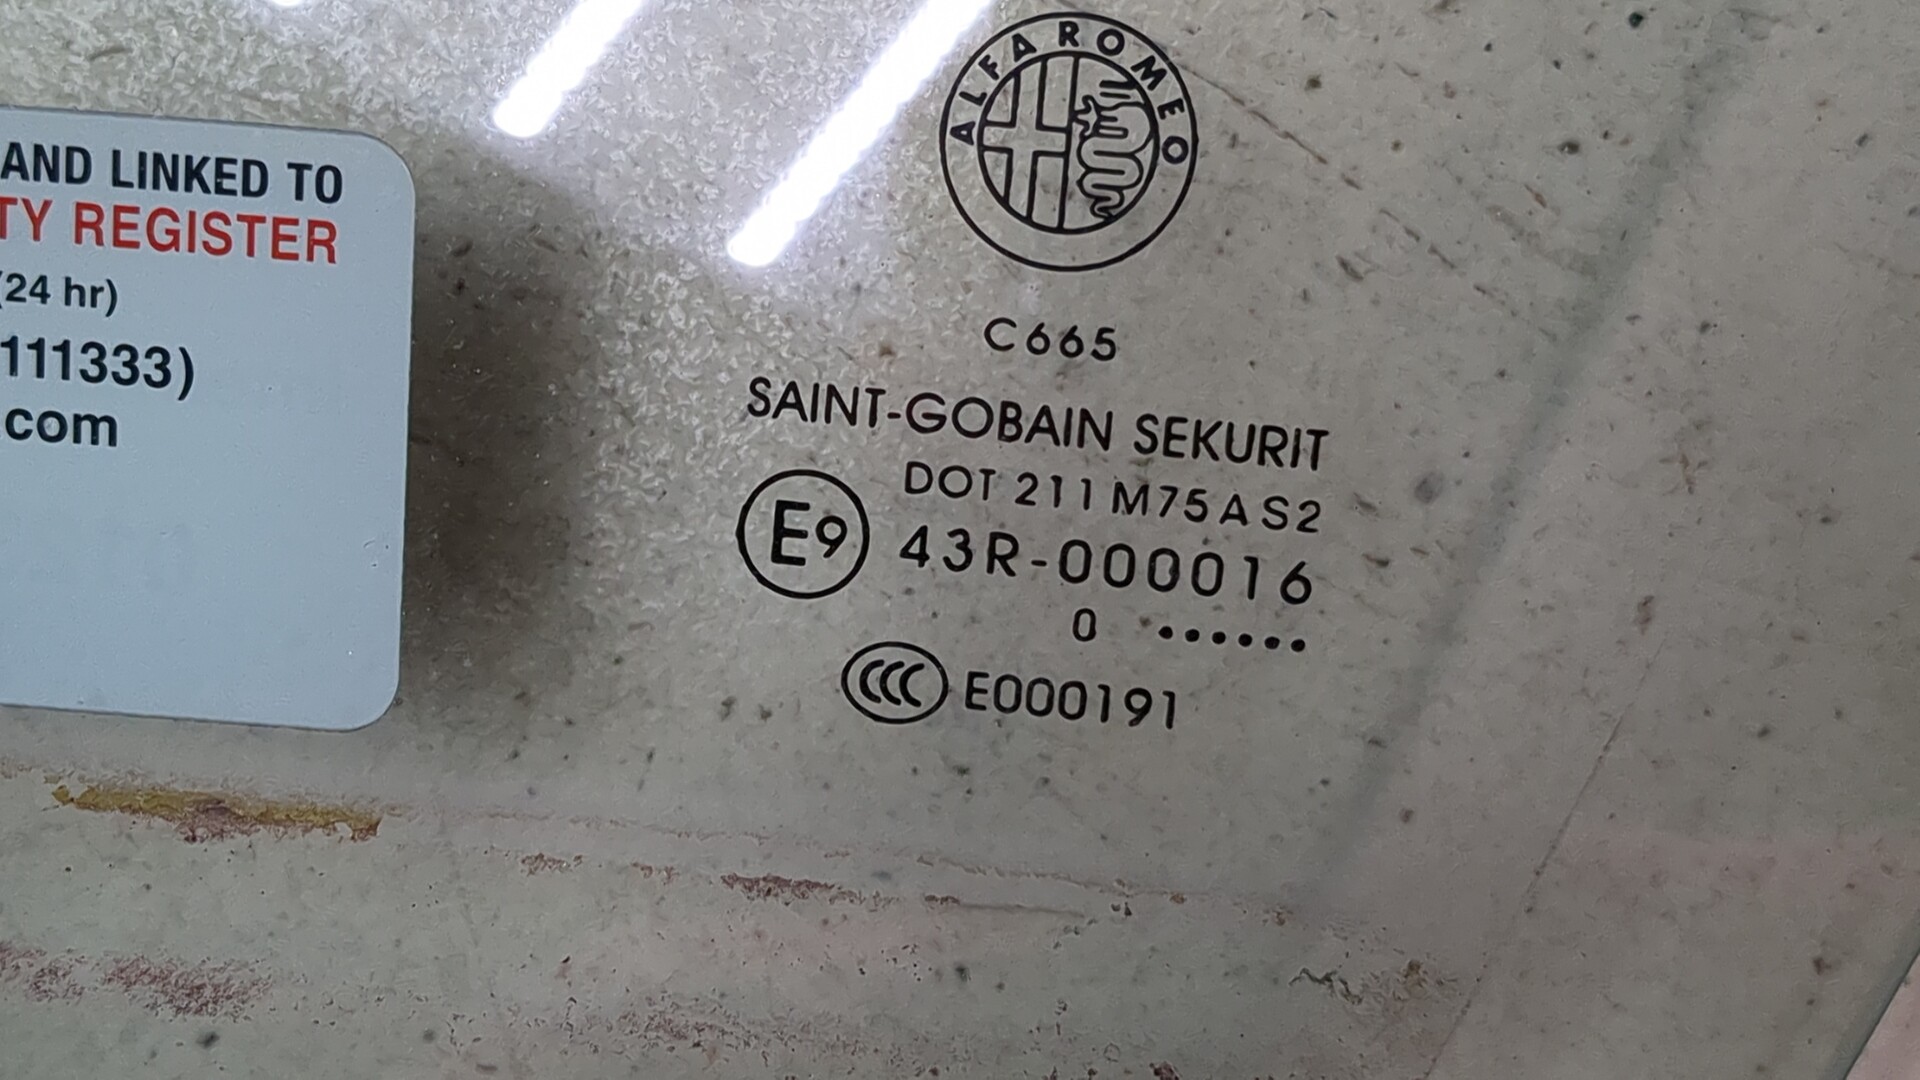 AND LINKED TO
TY REGISTER
(24 hr)
111333)
.com
ALFA ROMEO
C665
SAINT-GOBAIN SEKURIT
DOT 211 M75 A S2
E9 43R-000016
0 ••••••
CCC E000191